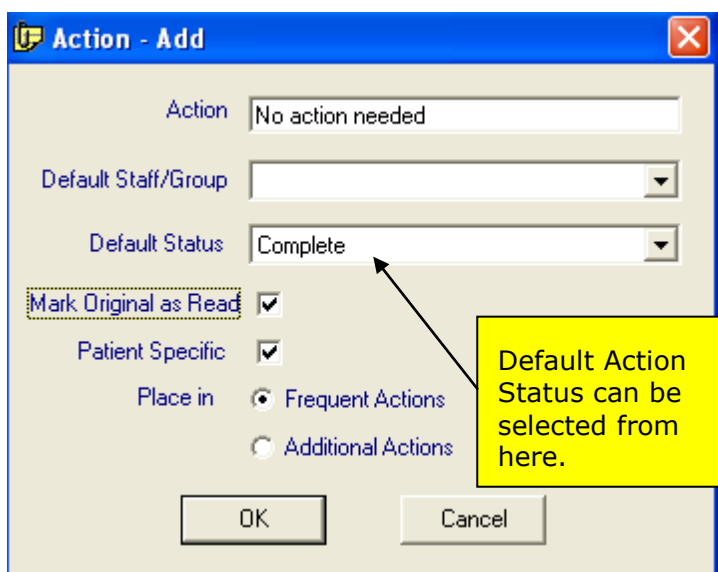 Action - Add
Action No action needed
Default Staff/Group
Default Status Complete
Mark Original as Read
Patient Specific
Place in Frequent Actions
Additional Actions
Default Action
Status can be
selected from
here.
OK Cancel